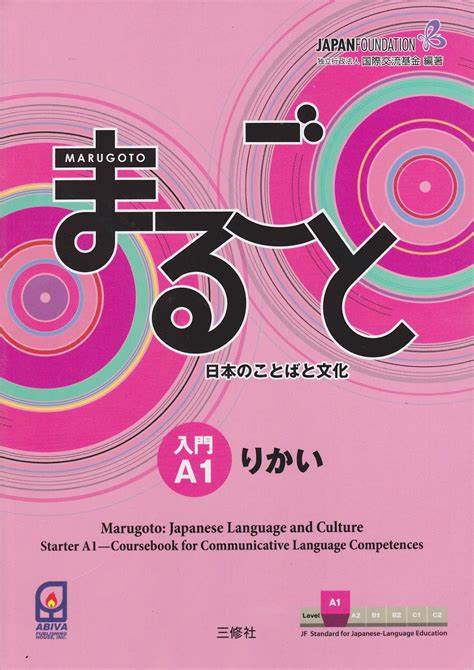 JAPANFOUNDATION
独立行政法人 国際交流基金 編著
MARUGOTO
まるごと
日本のことばと文化
入門
A1
りかい
Marugoto: Japanese Language and Culture
Starter A1—Coursebook for Communicative Language Competences
A1
Level A2 B1 B2 C1 C2
JF Standard for Japanese-Language Education
ABIVA
PUBLISHING
HOUSE, INC.
三修社